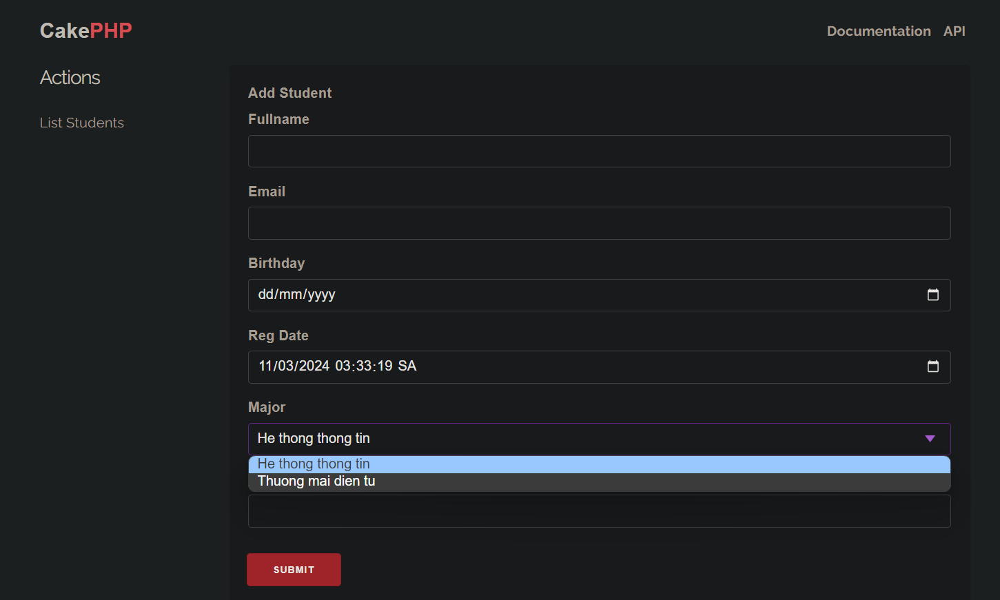 CakePHP
Documentation API
Actions
List Students
Add Student
Fullname
Email
Birthday
dd/mm/yyyy
Reg Date
11/03/2024 03:33:19 SA
Major
He thong thong tin
He thong thong tin
Thuong mai dien tu
SUBMIT